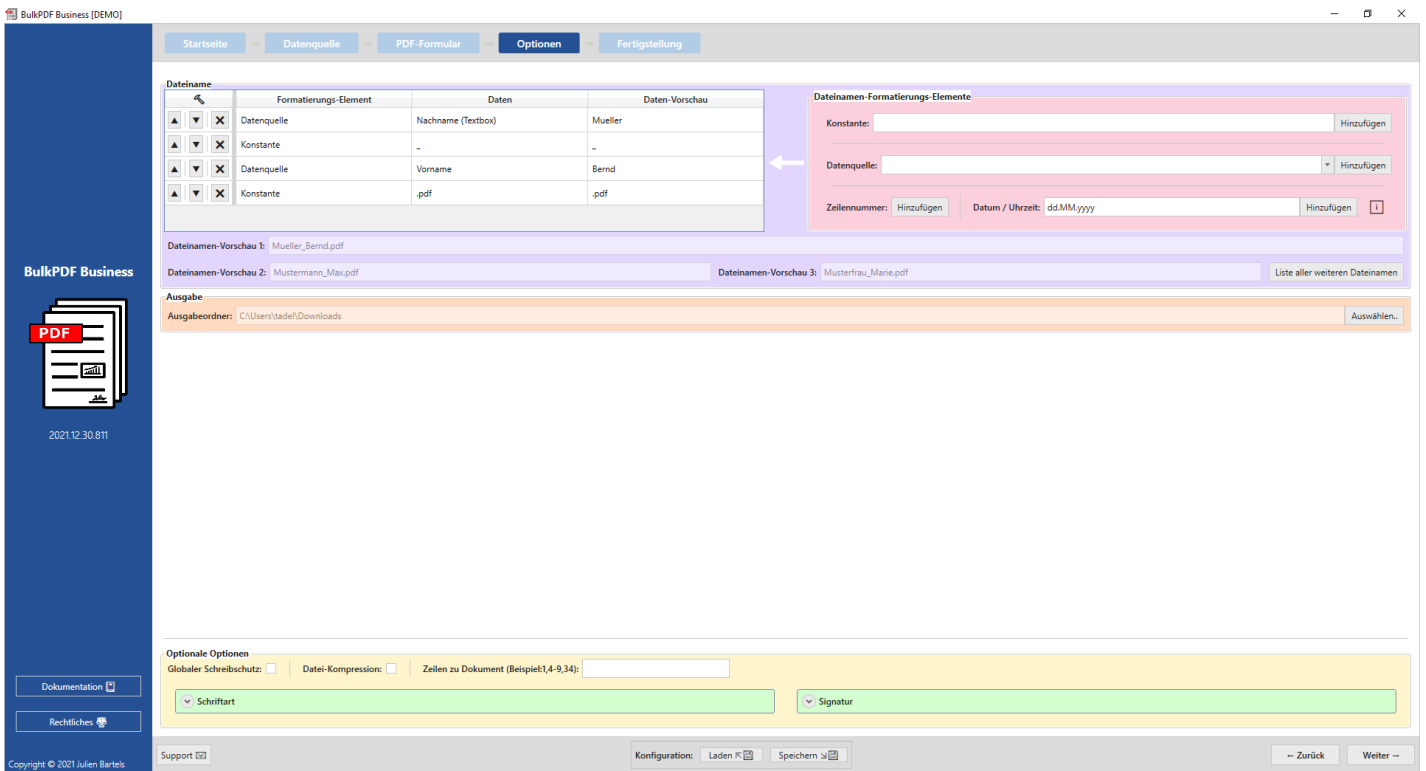 BulkPDF Business [DEMO]
Startseite Datenquelle PDF-Formular Optionen Fertigstellung
Dateiname
Formatierungs-Element Daten Daten-Vorschau
Datenquelle Nachname (Textbox) Mueller
Konstante _ _
Datenquelle Vorname Bernd
Konstante .pdf .pdf
Dateinamen-Formatierungs-Elemente
Konstante: Hinzufügen
Datenquelle: Hinzufügen
Zeilennummer: Hinzufügen Datum / Uhrzeit: dd.MM.yyyy Hinzufügen i
Dateinamen-Vorschau 1: Mueller_Bernd.pdf
Dateinamen-Vorschau 2: Mustermann_Max.pdf Dateinamen-Vorschau 3: Musterfrau_Marie.pdf Liste aller weiteren Dateinamen
Ausgabe
Ausgabeordner: C:\Users\tadel\Downloads Auswählen..
BulkPDF Business
PDF
2021.12.30.811
Optionale Optionen
Globaler Schreibschutz: Datei-Kompression: Zeilen zu Dokument (Beispiel:1,4-9,34):
Schriftart Signatur
Dokumentation
Rechtliches
Copyright © 2021 Julien Bartels
Support Konfiguration: Laden Speichern ← Zurück Weiter →